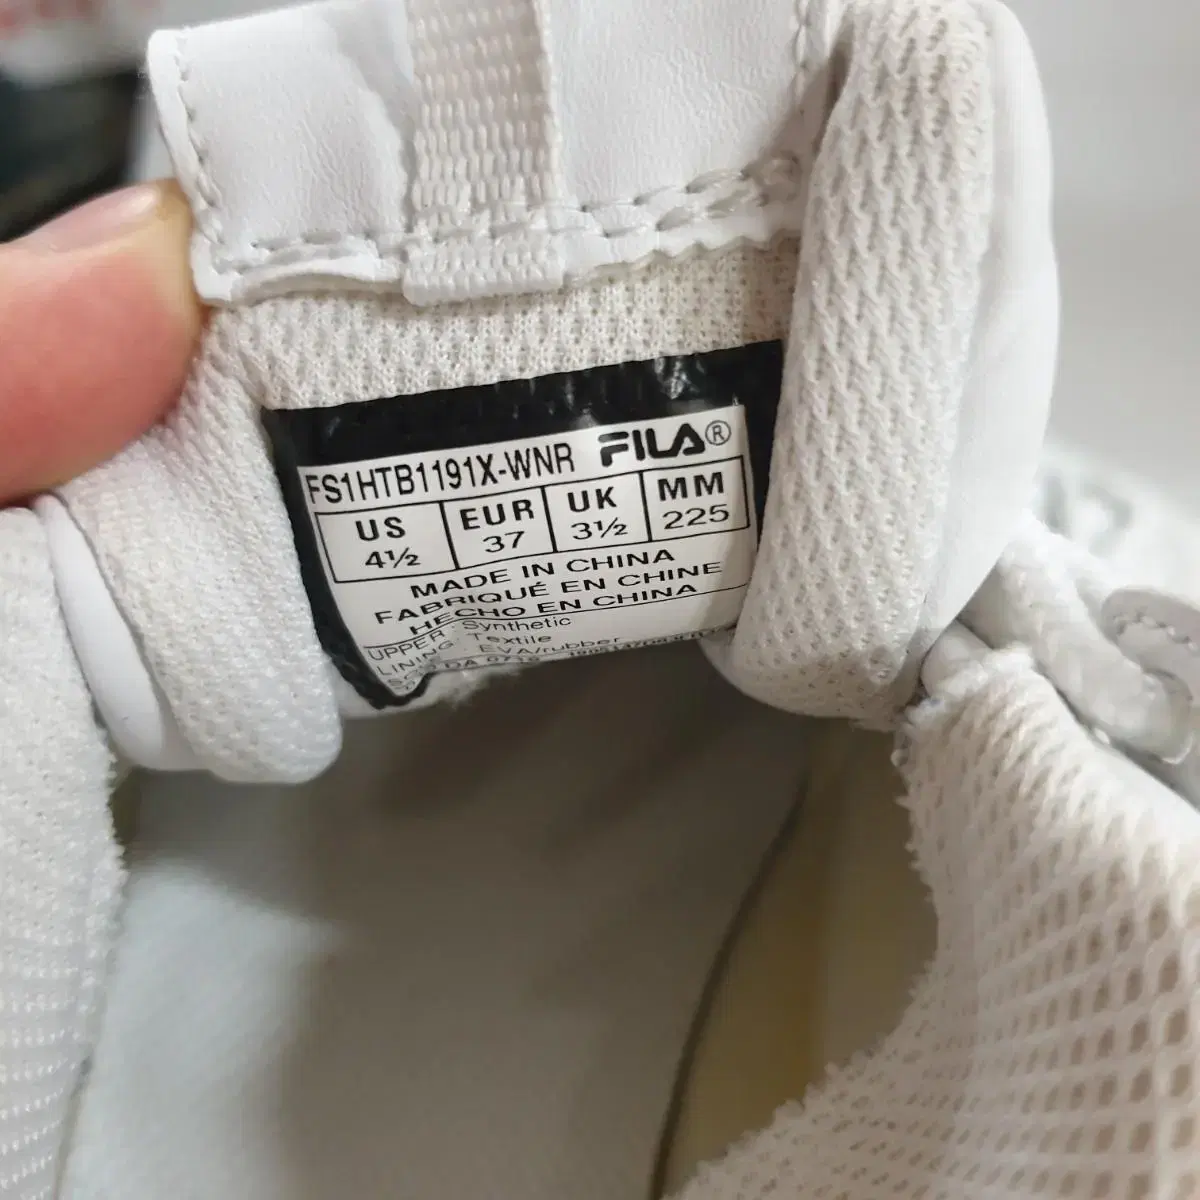 FS1HTB1191X-WNR FILA®
US EUR UK MM
4½ 37 3½ 225
MADE IN CHINA
FABRIQUÉ EN CHINE
HECHO EN CHINA
UPPER: Synthetic
LINING: Textile
EVA/rubber